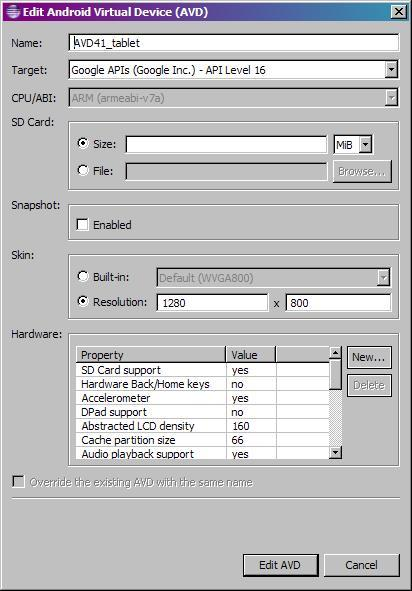 Edit Android Virtual Device (AVD)
Name: AVD41_tablet
Target: Google APIs (Google Inc.) - API Level 16
CPU/ABI: ARM (armeabi-v7a)
SD Card:
Size: MiB
File: Browse...
Snapshot:
Enabled
Skin:
Built-in: Default (WVGA800)
Resolution: 1280 x 800
Hardware:
Property Value New...
SD Card support yes
Hardware Back/Home keys no Delete
Accelerometer yes
DPad support no
Abstracted LCD density 160
Cache partition size 66
Audio playback support yes
Override the existing AVD with the same name
Edit AVD Cancel